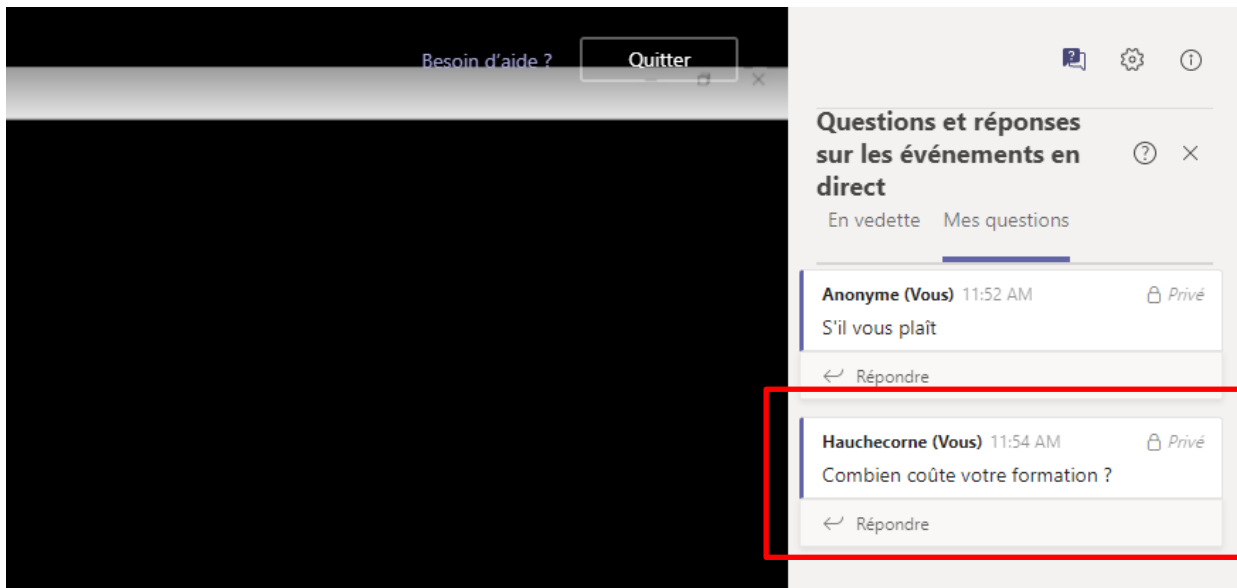 Besoin d'aide ? Quitter
Questions et réponses
sur les événements en
direct
En vedette Mes questions
Anonyme (Vous) 11:52 AM Privé
S'il vous plaît
Répondre
Hauchecorne (Vous) 11:54 AM Privé
Combien coûte votre formation ?
Répondre